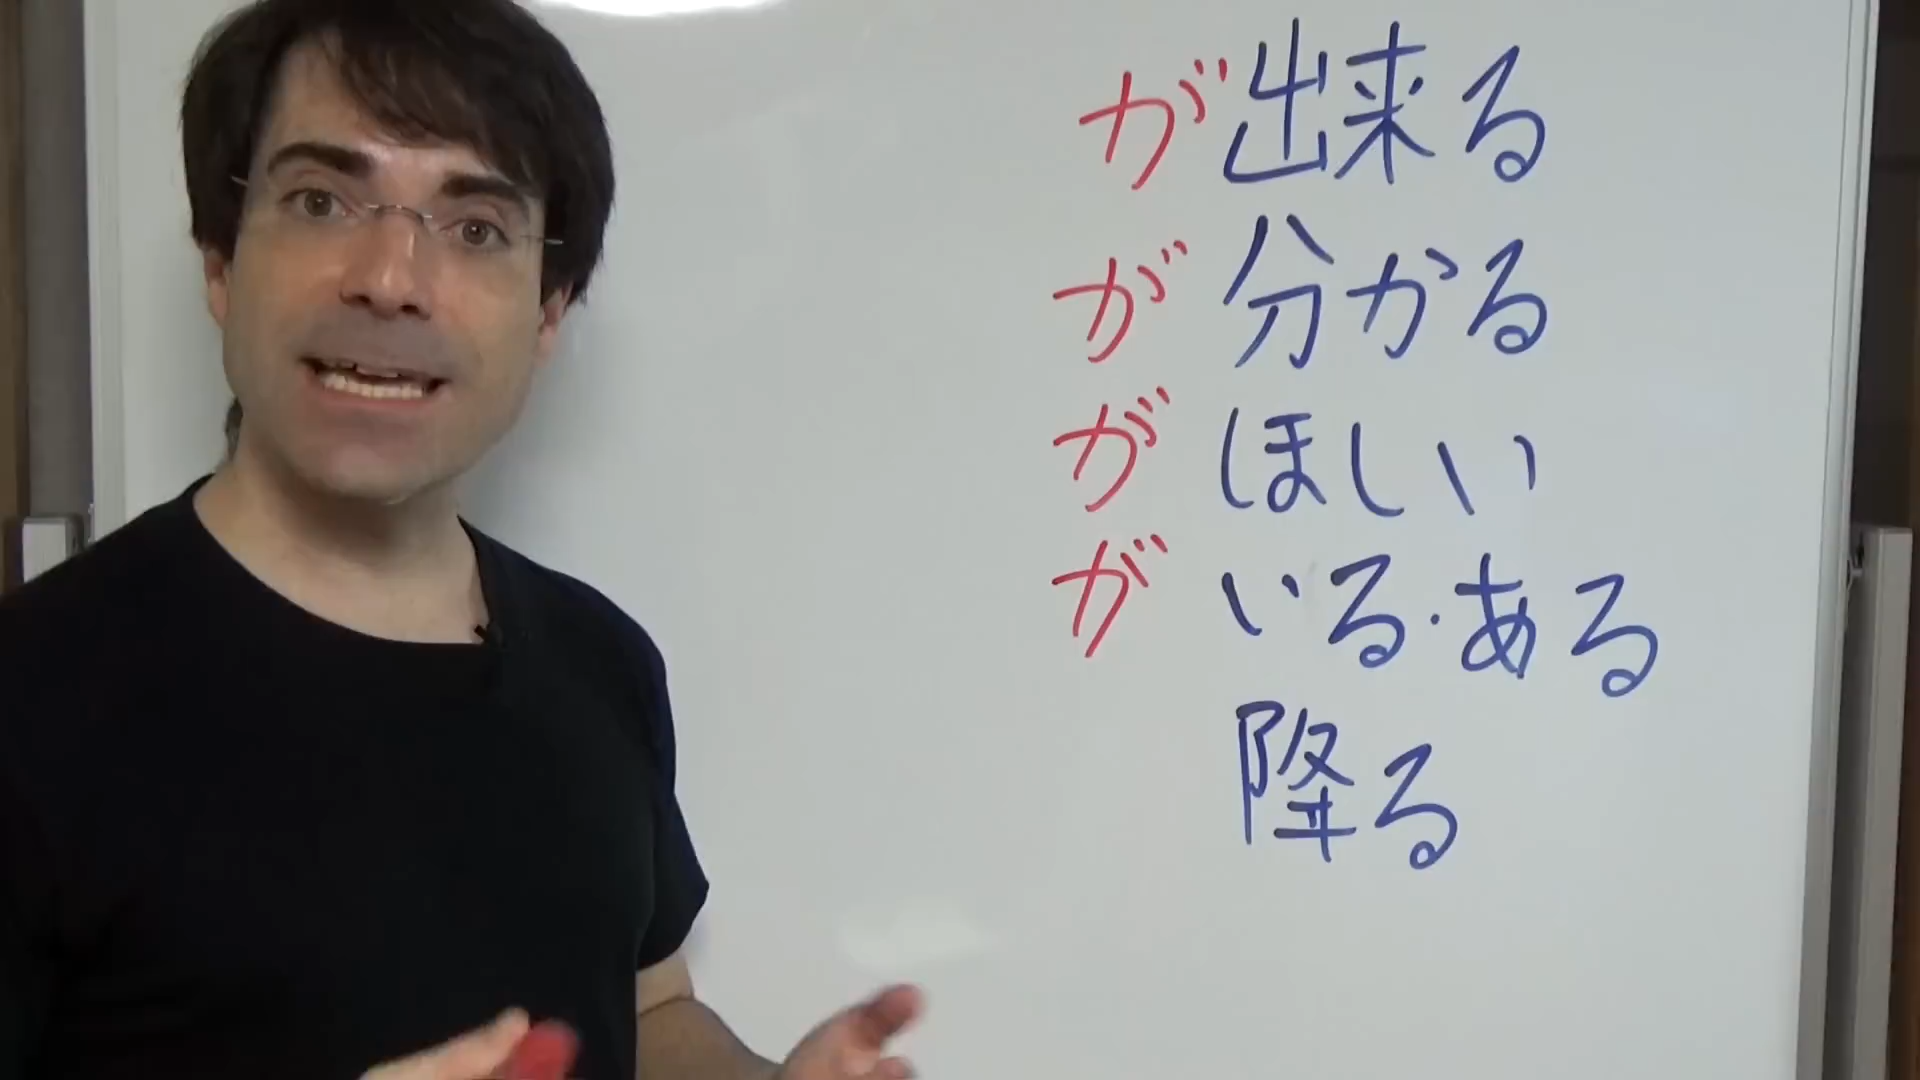 が出来る
が分かる
がほしい
がいる・ある
降る